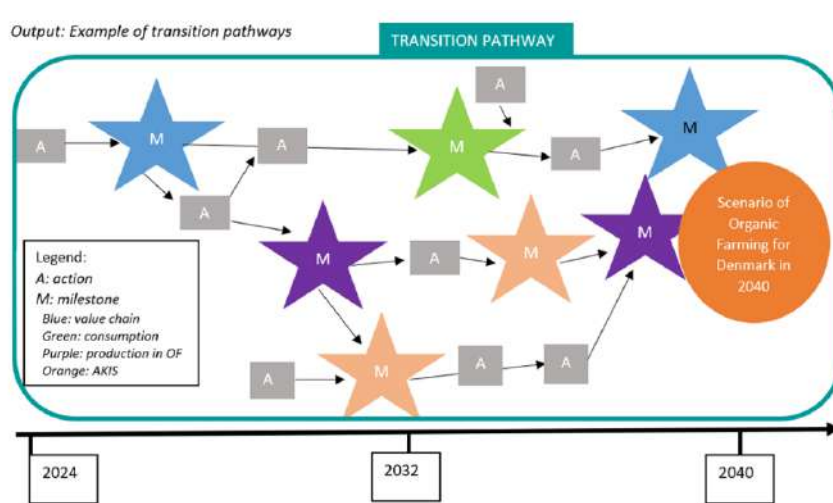 Output: Example of transition pathways
TRANSITION PATHWAY
A
A
M
A
M
A
M
A
A
M
A
M
M
A
M
A
A
Scenario of
Organic
Farming for
Denmark in
2040
Legend:
A: action
M: milestone
Blue: value chain
Green: consumption
Purple: production in OF
Orange: AKIS
2024
2032
2040